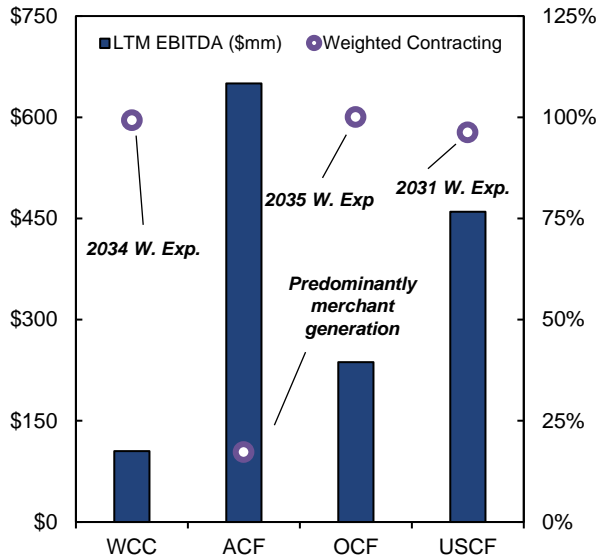 $750
125%
LTM EBITDA ($mm)
Weighted Contracting
$600
100%
2034 W. Exp.
2035 W. Exp
2031 W. Exp.
$450
75%
Predominantly
merchant
generation
$300
50%
$150
25%
$0
0%
WCC
ACF
OCF
USCF